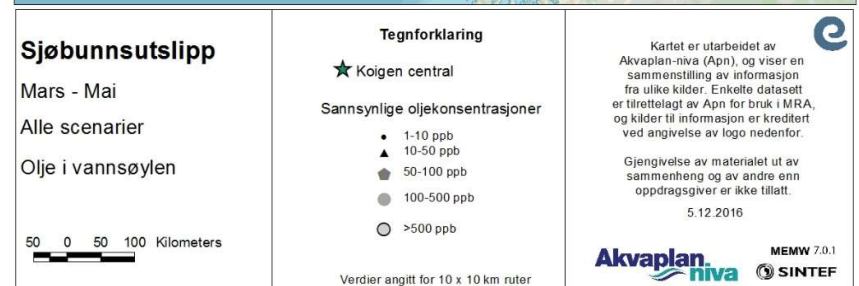 Sjøbunnsutslipp
Mars - Mai
Alle scenarier
Olje i vannsøylen
50 0 50 100 Kilometers
Tegnforklaring
Koigen central
Sannsynlige oljekonsentrasjoner
1-10 ppb
10-50 ppb
50-100 ppb
100-500 ppb
>500 ppb
Verdier angitt for 10 x 10 km ruter
Kartet er utarbeidet av
Akvaplan-niva (Apn), og viser en
sammenstilling av informasjon
fra ulike kilder. Enkelte datasett
er tilrettelagt av Apn for bruk i MRA,
og kilder til informasjon er kreditert
ved angivelse av logo nedenfor.
Gjengivelse av materialet ut av
sammenheng og av andre enn
oppdragsgiver er ikke tillatt.
5.12.2016
Akvaplan niva
MEMW 7.0.1
SINTEF